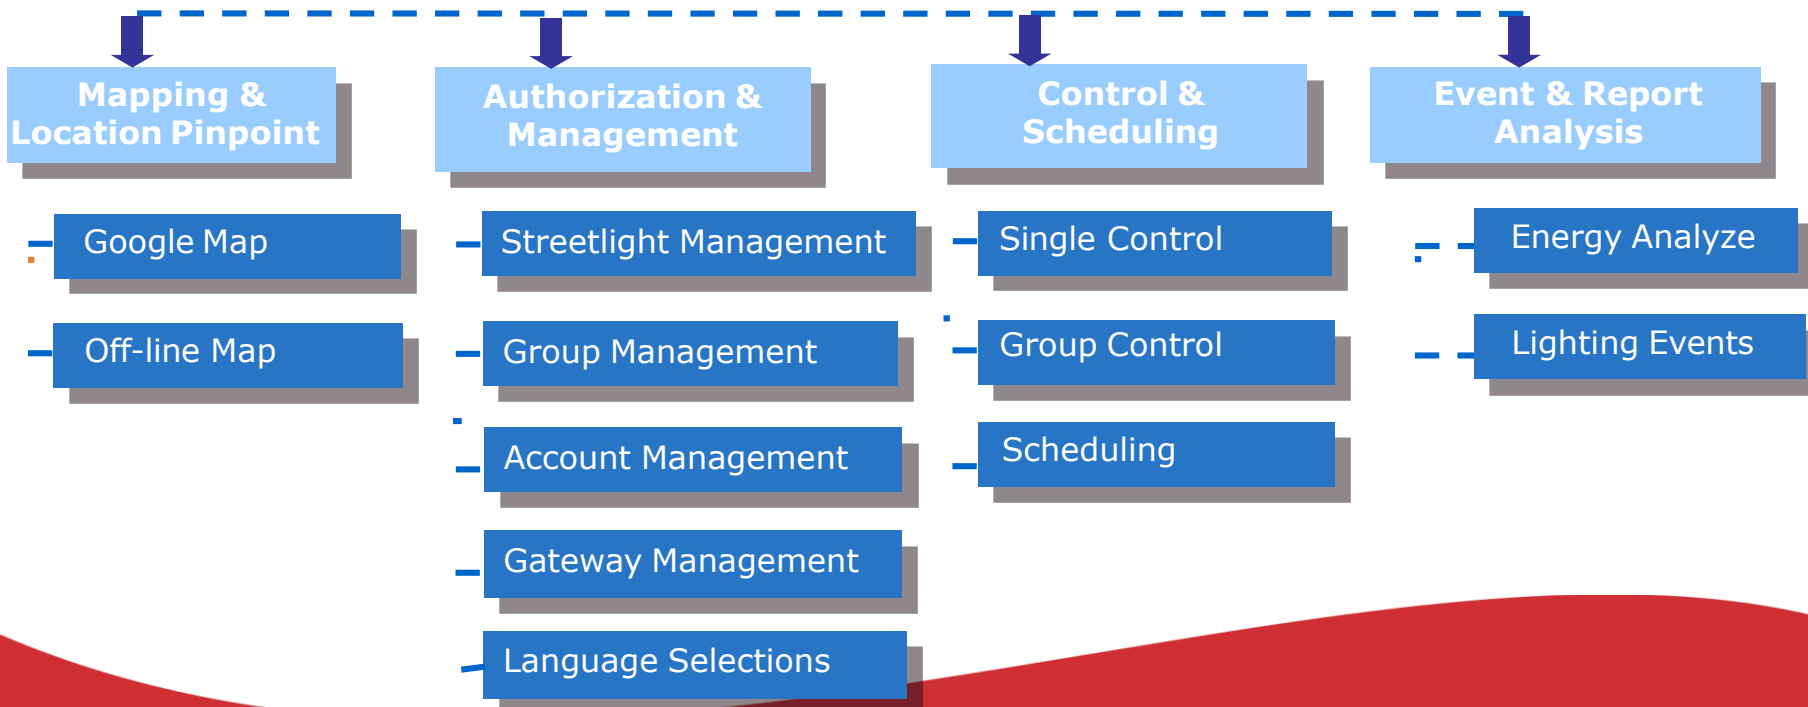 Mapping &
Location Pinpoint
Google Map
Off-line Map
Authorization &
Management
Streetlight Management
Group Management
Account Management
Gateway Management
Language Selections
Control &
Scheduling
Single Control
Group Control
Scheduling
Event & Report
Analysis
Energy Analyze
Lighting Events